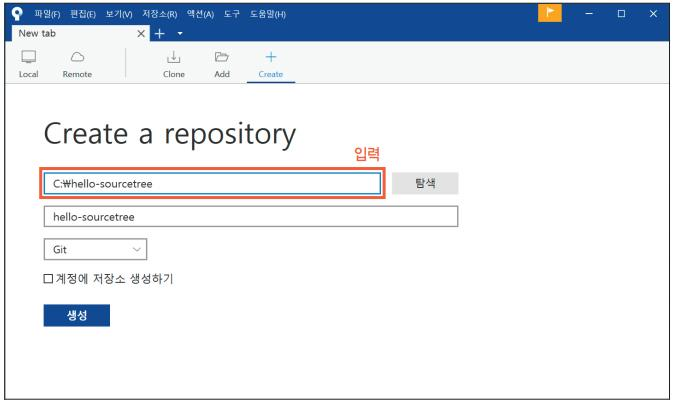 파일(F) 편집(E) 보기(V) 저장소(R) 액션(A) 도구 도움말(H)
New tab
Local Remote Clone Add Create
Create a repository
입력
C:₩hello-sourcetree 탐색
hello-sourcetree
Git
계정에 저장소 생성하기
생성